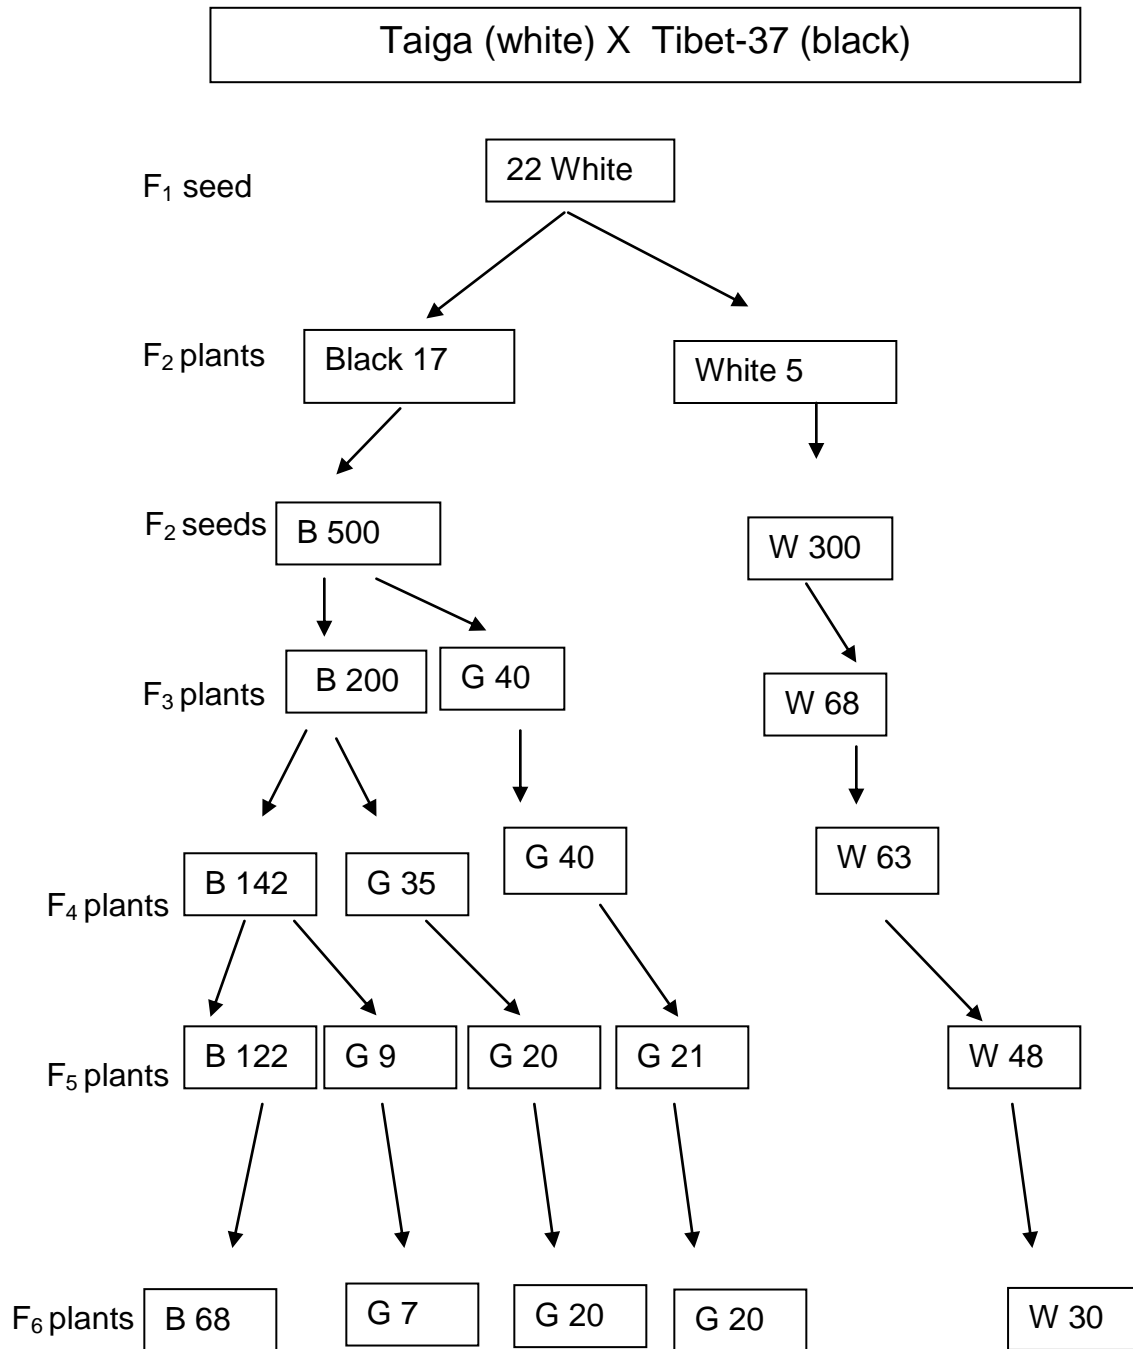 Taiga (white) X Tibet-37 (black)
F₁ seed
22 White
F₂ plants
Black 17
White 5
F₂ seeds
B 500
W 300
F₃ plants
B 200
G 40
W 68
F₄ plants
B 142
G 35
G 40
W 63
F₅ plants
B 122
G 9
G 20
G 21
W 48
F₆ plants
B 68
G 7
G 20
G 20
W 30